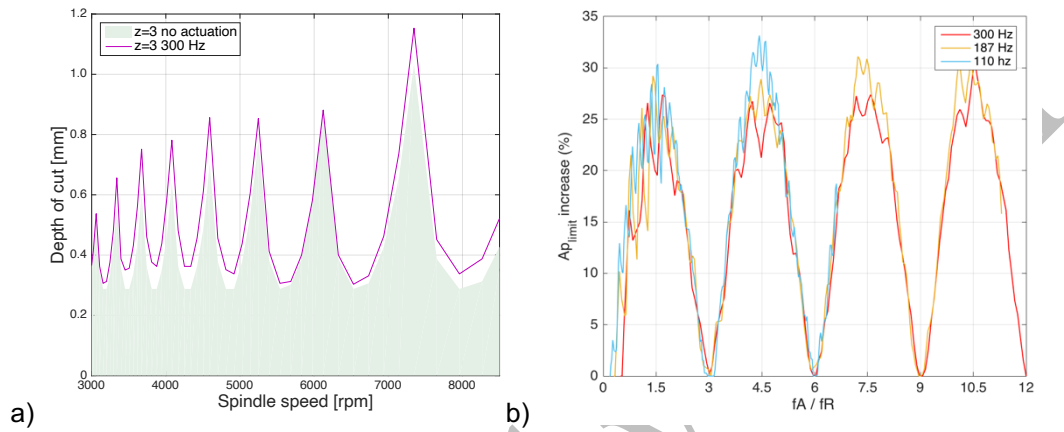 1.2
1.0
0.8
0.6
0.4
0.2
0
Depth of cut [mm]
z=3 no actuation
z=3 300 Hz
3000 4000 5000 6000 7000 8000
Spindle speed [rpm]
a)
35
30
25
20
15
10
5
0
Ap_limit increase (%)
300 Hz
187 Hz
110 hz
0 1.5 3 4.5 6 7.5 9 10.5 12
fA / fR
b)